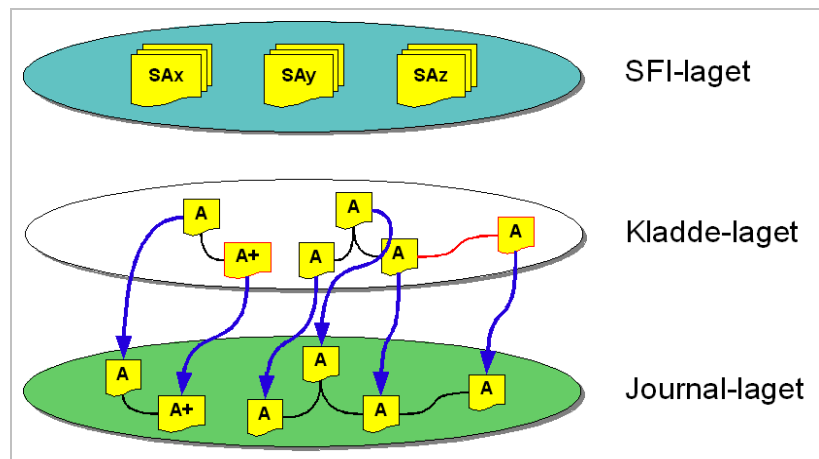 SAx SAy SAz SFI-laget
A A A
A+ A A Kladde-laget
A A A
A+ A A Journal-laget